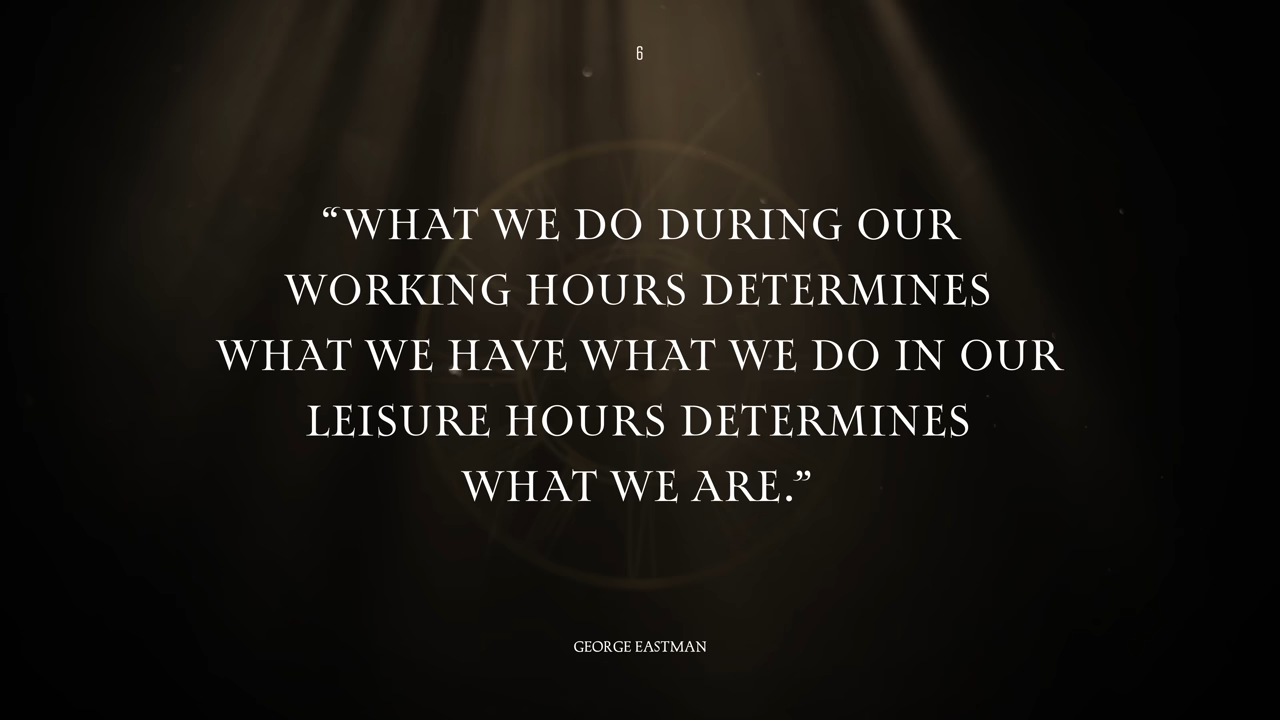 6
“WHAT WE DO DURING OUR
WORKING HOURS DETERMINES
WHAT WE HAVE WHAT WE DO IN OUR
LEISURE HOURS DETERMINES
WHAT WE ARE.”
GEORGE EASTMAN